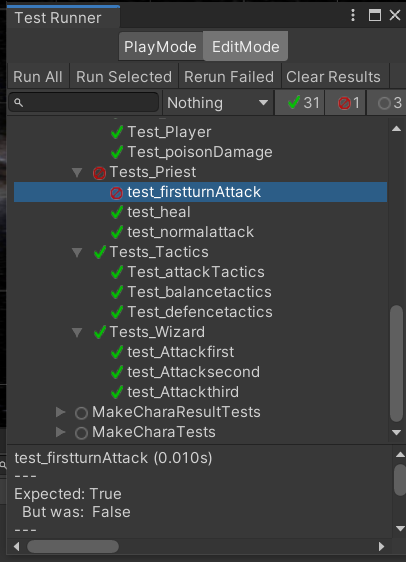 Test Runner
PlayMode EditMode
Run All Run Selected Rerun Failed Clear Results
Nothing 31 1 3
Test_Player
Test_poisonDamage
Tests_Priest
test_firstturnAttack
test_heal
test_normalattack
Tests_Tactics
Test_attackTactics
Test_balancetactics
Test_defencetactics
Tests_Wizard
test_Attackfirst
test_Attacksecond
test_Attackthird
MakeCharaResultTests
MakeCharaTests
test_firstturnAttack (0.010s)
---
Expected: True
But was: False
---